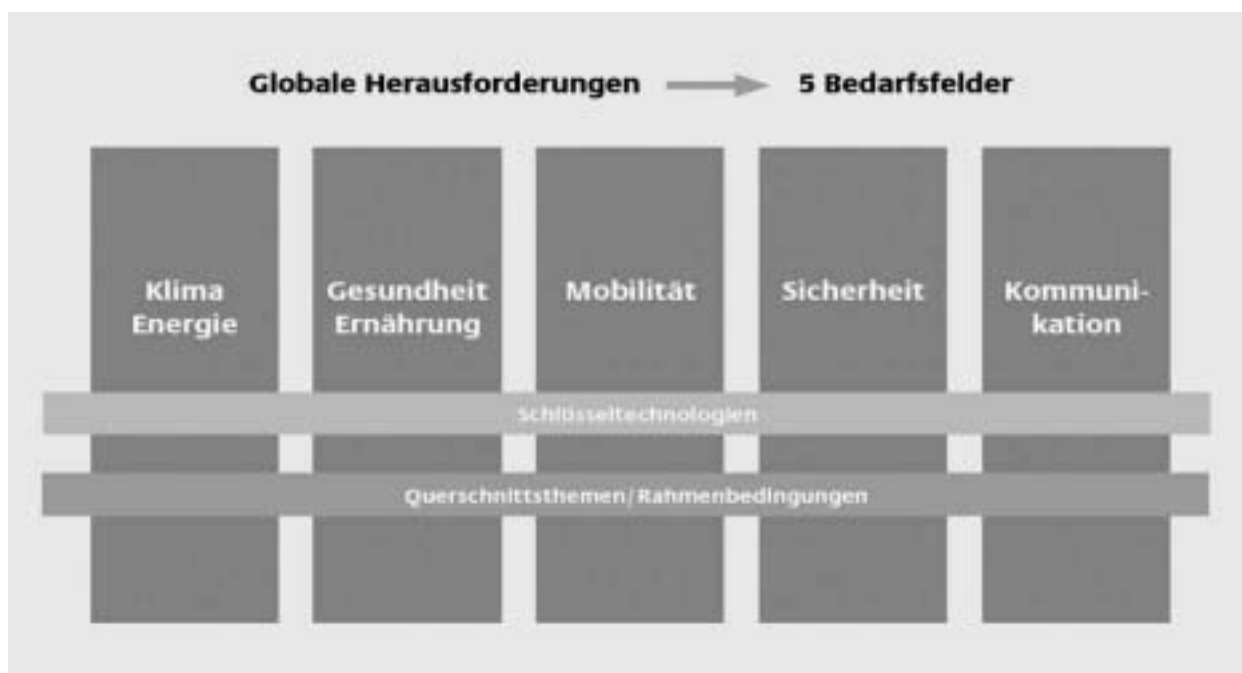 Globale Herausforderungen 5 Bedarfsfelder
Klima
Energie
Gesundheit
Ernährung
Mobilität
Sicherheit
Kommuni-
kation
Schlüsseltechnologien
Querschnittsthemen/Rahmenbedingungen